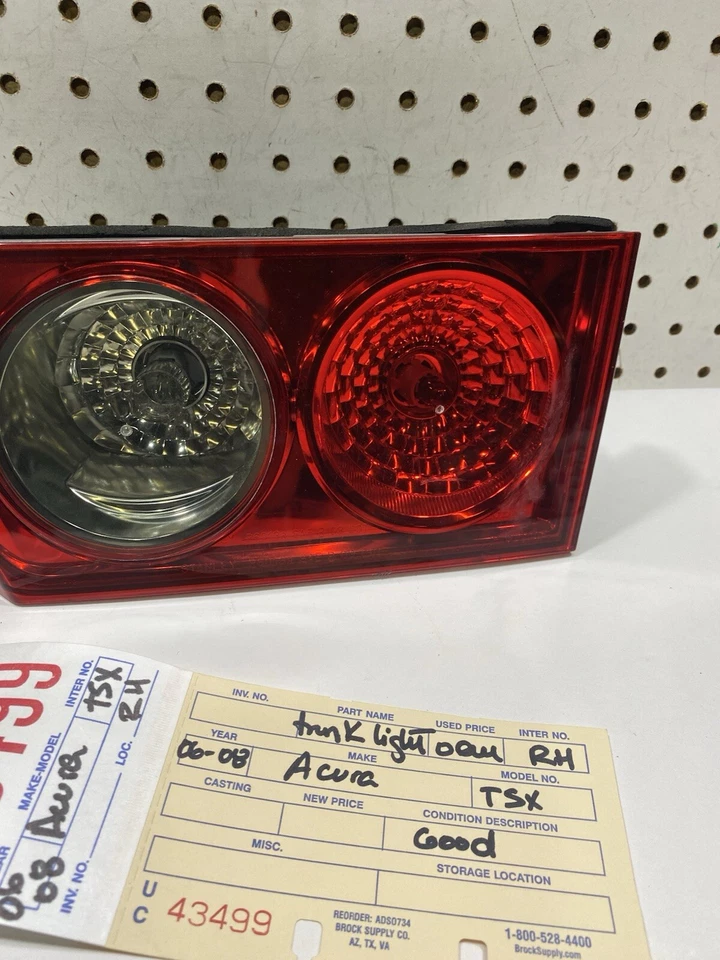 499
INTER NO.
TSX
MAKE-MODEL
Acura
LOC.
RH
06
08
INV. NO.
INV. NO. PART NAME USED PRICE INTER NO.
trunk light oem RH
YEAR MAKE MODEL NO.
06-08 Acura TSX
CASTING NEW PRICE CONDITION DESCRIPTION
Good
MISC. STORAGE LOCATION
UC 43499
REORDER: ADS0734
BROCK SUPPLY CO.
AZ, TX, VA
1-800-528-4400
BrockSupply.com